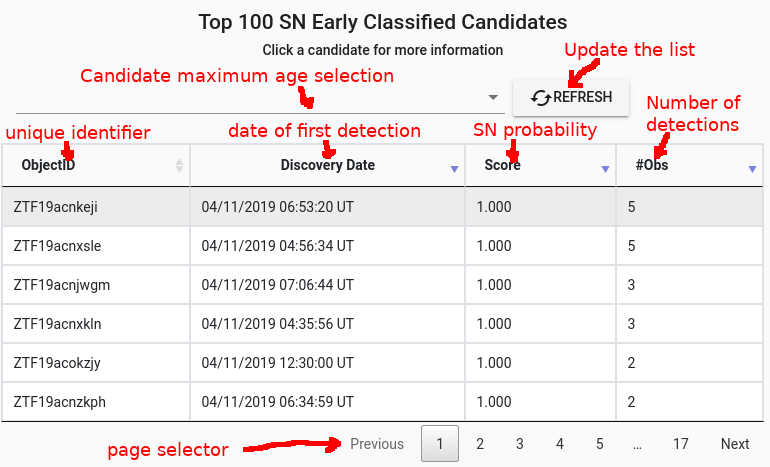 Top 100 SN Early Classified Candidates
Click a candidate for more information
Update the list
Candidate maximum age selection
REFRESH
Number of
detections
unique identifier date of first detection SN probability
ObjectID Discovery Date Score #Obs
ZTF19acnkeji 04/11/2019 06:53:20 UT 1.000 5
ZTF19acnxsle 04/11/2019 04:56:34 UT 1.000 5
ZTF19acnjwgm 04/11/2019 07:06:44 UT 1.000 3
ZTF19acnxkln 04/11/2019 04:35:56 UT 1.000 3
ZTF19acokzjy 04/11/2019 12:30:00 UT 1.000 2
ZTF19acnzkph 04/11/2019 06:34:59 UT 1.000 2
page selector Previous 1 2 3 4 5 ... 17 Next